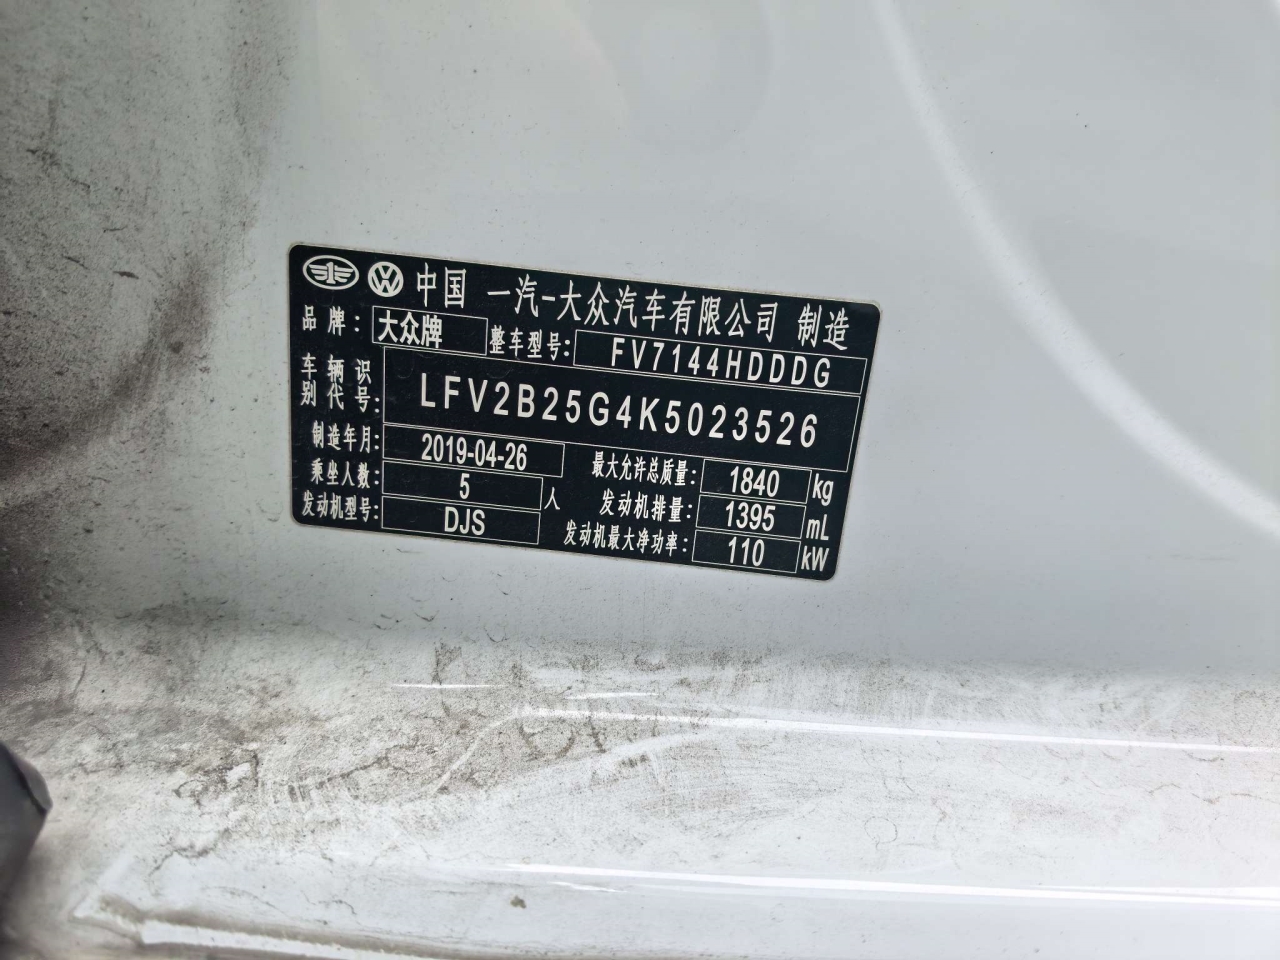 中国 一汽-大众汽车有限公司 制造
品牌: 大众牌 整车型号: FV7144HDDDG
车辆识别代号: LFV2B25G4K5023526
制造年月: 2019-04-26 最大允许总质量: 1840 kg
乘坐人数: 5 人 发动机排量: 1395 mL
发动机型号: DJS 发动机最大净功率: 110 kW